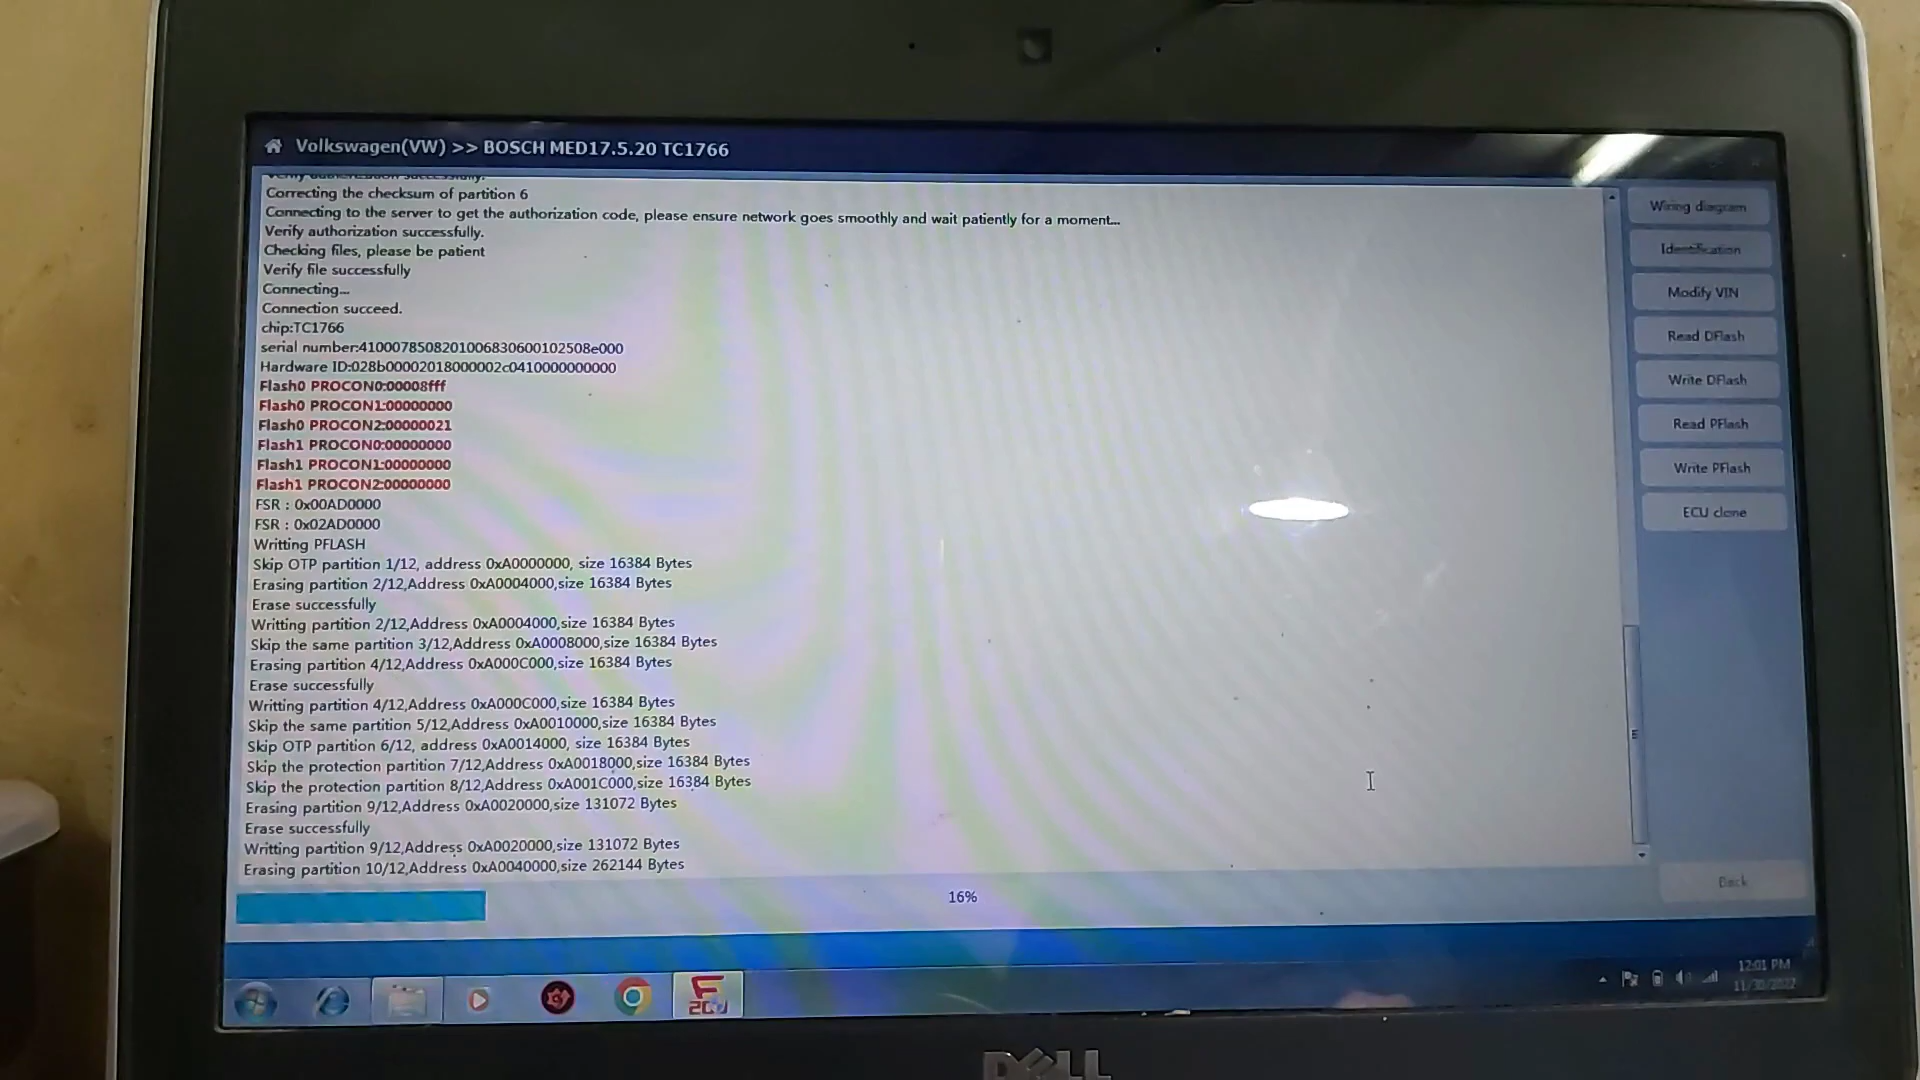 Volkswagen(VW) >> BOSCH MED17.5.20 TC1766
Verify authorization successfully.
Correcting the checksum of partition 6
Connecting to the server to get the authorization code, please ensure network goes smoothly and wait patiently for a moment...
Verify authorization successfully.
Checking files, please be patient
Verify file successfully
Connecting...
Connection succeed.
chip:TC1766
serial number:4100078508201006830600102508e000
Hardware ID:028b00002018000002c0410000000000
Flash0 PROCON0:00008fff
Flash0 PROCON1:00000000
Flash0 PROCON2:00000021
Flash1 PROCON0:00000000
Flash1 PROCON1:00000000
Flash1 PROCON2:00000000
FSR : 0x00AD0000
FSR : 0x02AD0000
Writting PFLASH
Skip OTP partition 1/12, address 0xA0000000, size 16384 Bytes
Erasing partition 2/12,Address 0xA0004000,size 16384 Bytes
Erase successfully
Writting partition 2/12,Address 0xA0004000,size 16384 Bytes
Skip the same partition 3/12,Address 0xA0008000,size 16384 Bytes
Erasing partition 4/12,Address 0xA000C000,size 16384 Bytes
Erase successfully
Writting partition 4/12,Address 0xA000C000,size 16384 Bytes
Skip the same partition 5/12,Address 0xA0010000,size 16384 Bytes
Skip OTP partition 6/12, address 0xA0014000, size 16384 Bytes
Skip the protection partition 7/12,Address 0xA0018000,size 16384 Bytes
Skip the protection partition 8/12,Address 0xA001C000,size 16384 Bytes
Erasing partition 9/12,Address 0xA0020000,size 131072 Bytes
Erase successfully
Writting partition 9/12,Address 0xA0020000,size 131072 Bytes
Erasing partition 10/12,Address 0xA0040000,size 262144 Bytes
16%
Wiring diagram
Identification
Modify VIN
Read DFlash
Write DFlash
Read PFlash
Write PFlash
ECU clone
Back
12:01 PM
11/30/2022
DELL